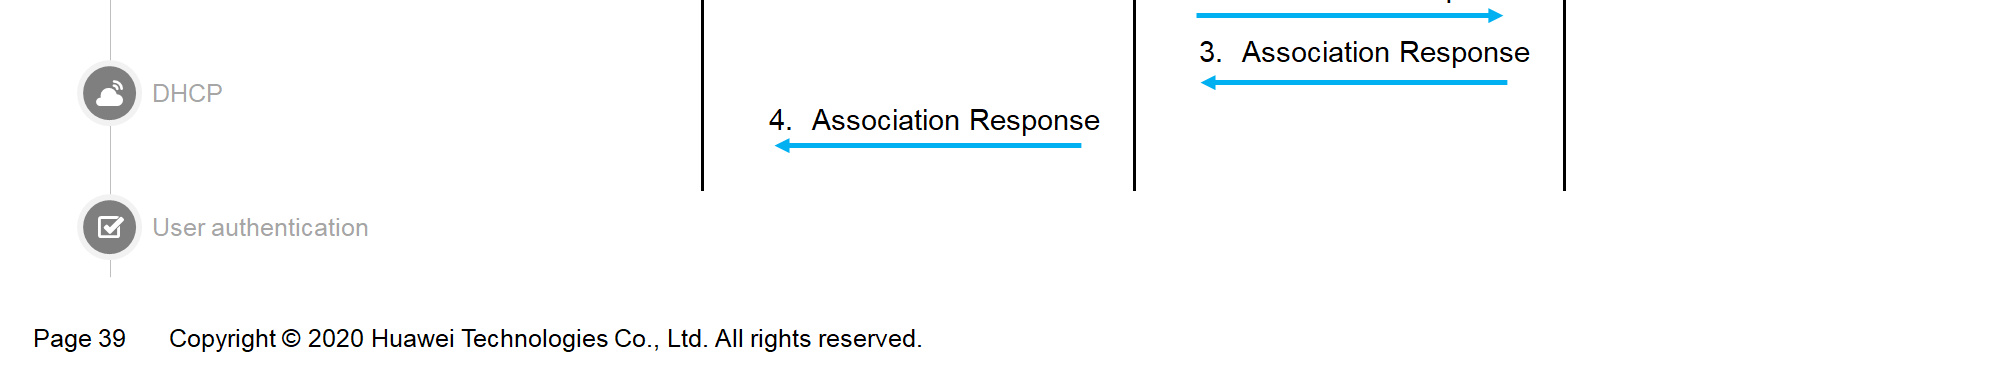 3. Association Response
DHCP
4. Association Response
User authentication
Page 39 Copyright © 2020 Huawei Technologies Co., Ltd. All rights reserved.